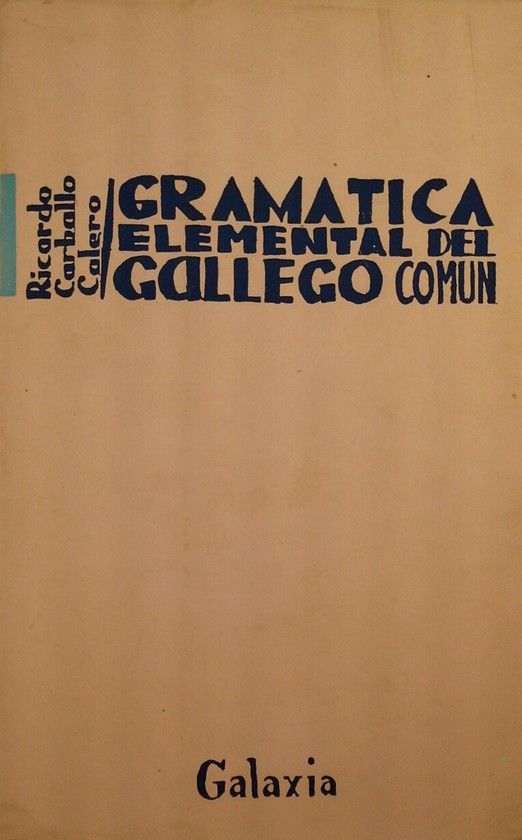 Ricardo
Carballo
Calero
GRAMATICA
ELEMENTAL DEL
GALLEGO COMUN
Galaxia